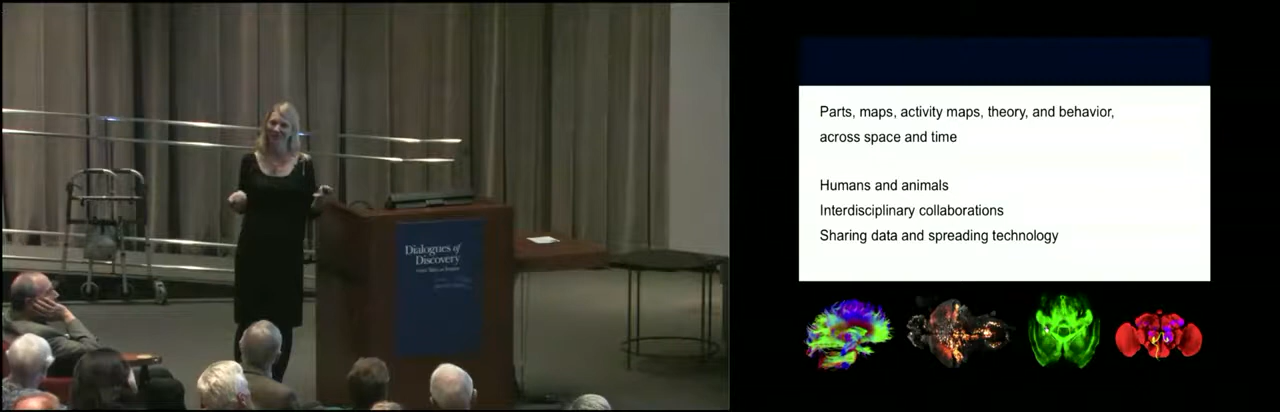 Dialogues of
Discovery
Parts, maps, activity maps, theory, and behavior,
across space and time
Humans and animals
Interdisciplinary collaborations
Sharing data and spreading technology